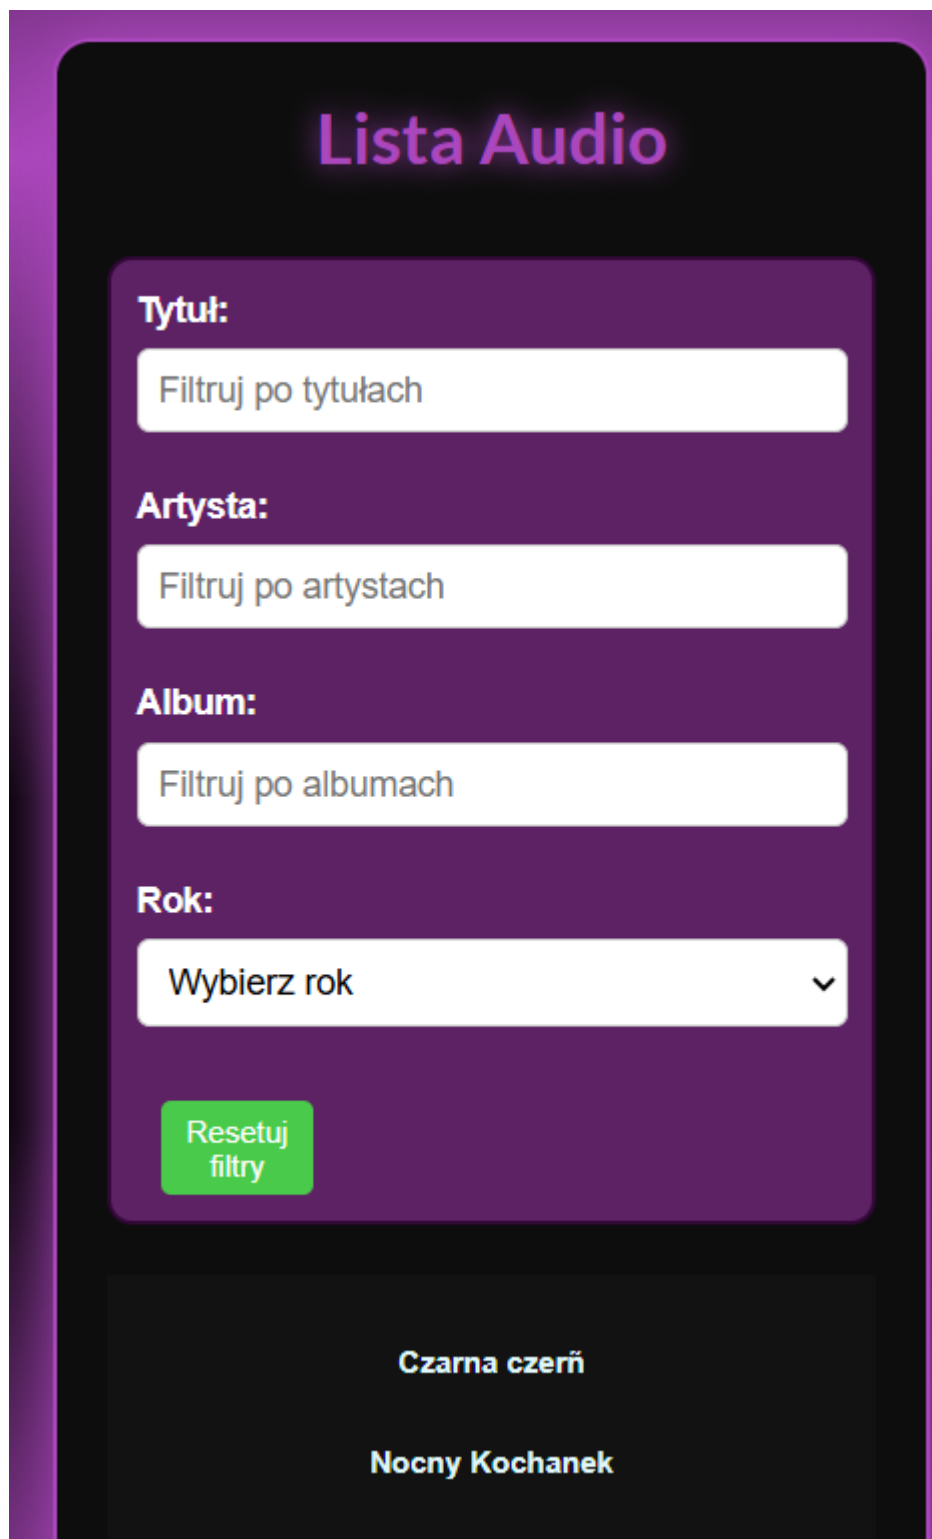 Lista Audio
Tytuł:
Filtruj po tytułach
Artysta:
Filtruj po artystach
Album:
Filtruj po albumach
Rok:
Wybierz rok
Resetuj
filtry
Czarna czerñ
Nocny Kochanek